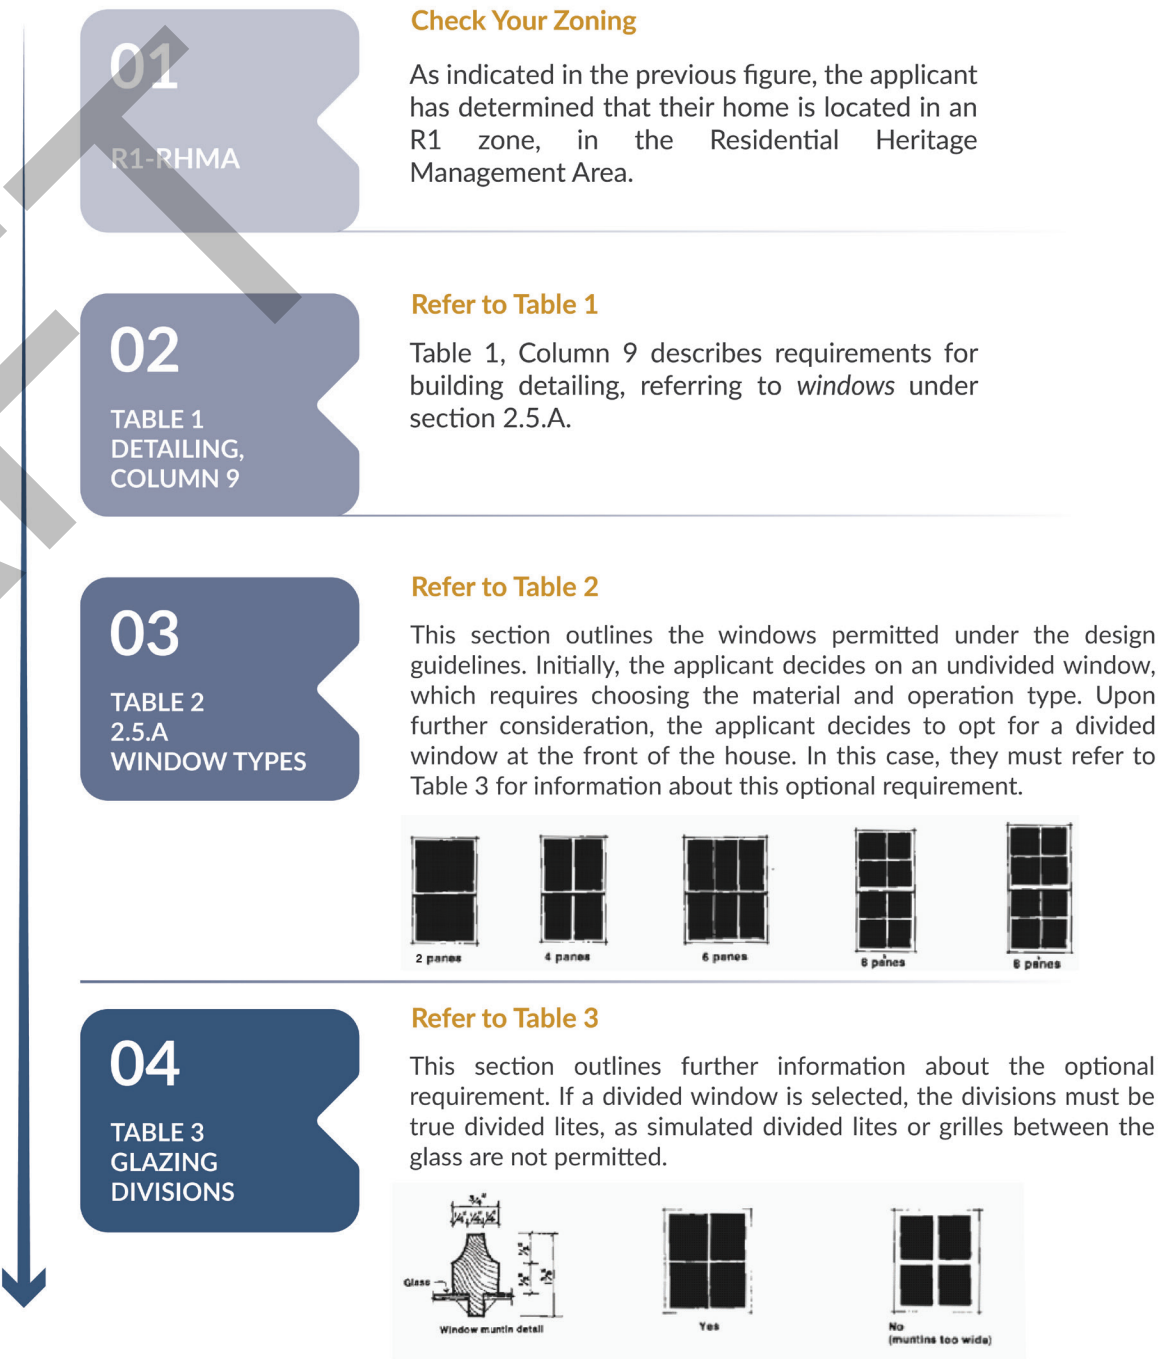 01
R1-RHMA
Check Your Zoning
As indicated in the previous figure, the applicant
has determined that their home is located in an
R1 zone, in the Residential Heritage
Management Area.
02
TABLE 1
DETAILING,
COLUMN 9
Refer to Table 1
Table 1, Column 9 describes requirements for
building detailing, referring to windows under
section 2.5.A.
03
TABLE 2
2.5.A
WINDOW TYPES
Refer to Table 2
This section outlines the windows permitted under the design
guidelines. Initially, the applicant decides on an undivided window,
which requires choosing the material and operation type. Upon
further consideration, the applicant decides to opt for a divided
window at the front of the house. In this case, they must refer to
Table 3 for information about this optional requirement.
2 panes
4 panes
6 panes
8 panes
8 panes
04
TABLE 3
GLAZING
DIVISIONS
Refer to Table 3
This section outlines further information about the optional
requirement. If a divided window is selected, the divisions must be
true divided lites, as simulated divided lites or grilles between the
glass are not permitted.
3/4"
1/4" 1/4" 1/4"
Glass
Window muntin detail
Yes
No
(muntins too wide)